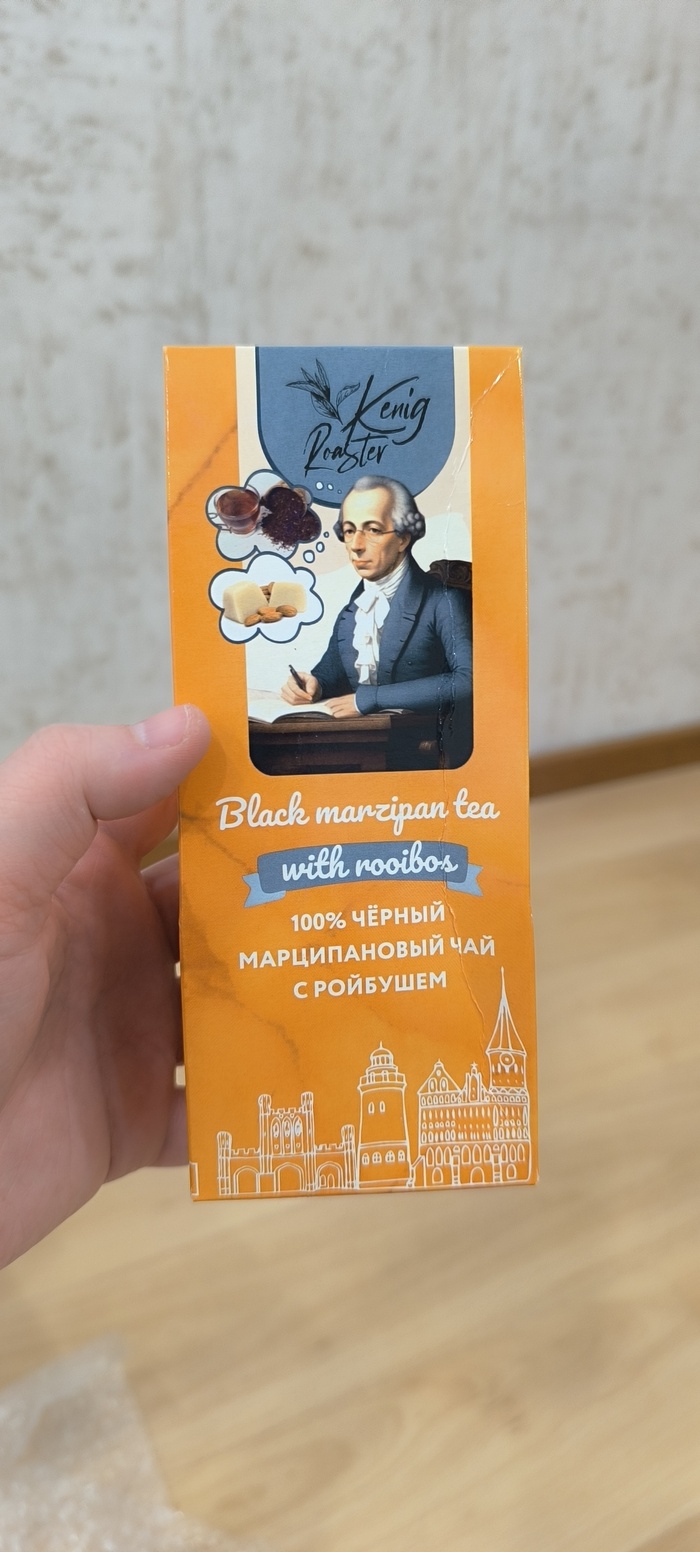 Kenig
Roaster
Black marzipan tea
with rooibos
100% ЧЁРНЫЙ
МАРЦИПАНОВЫЙ ЧАЙ
С РОЙБУШЕМ